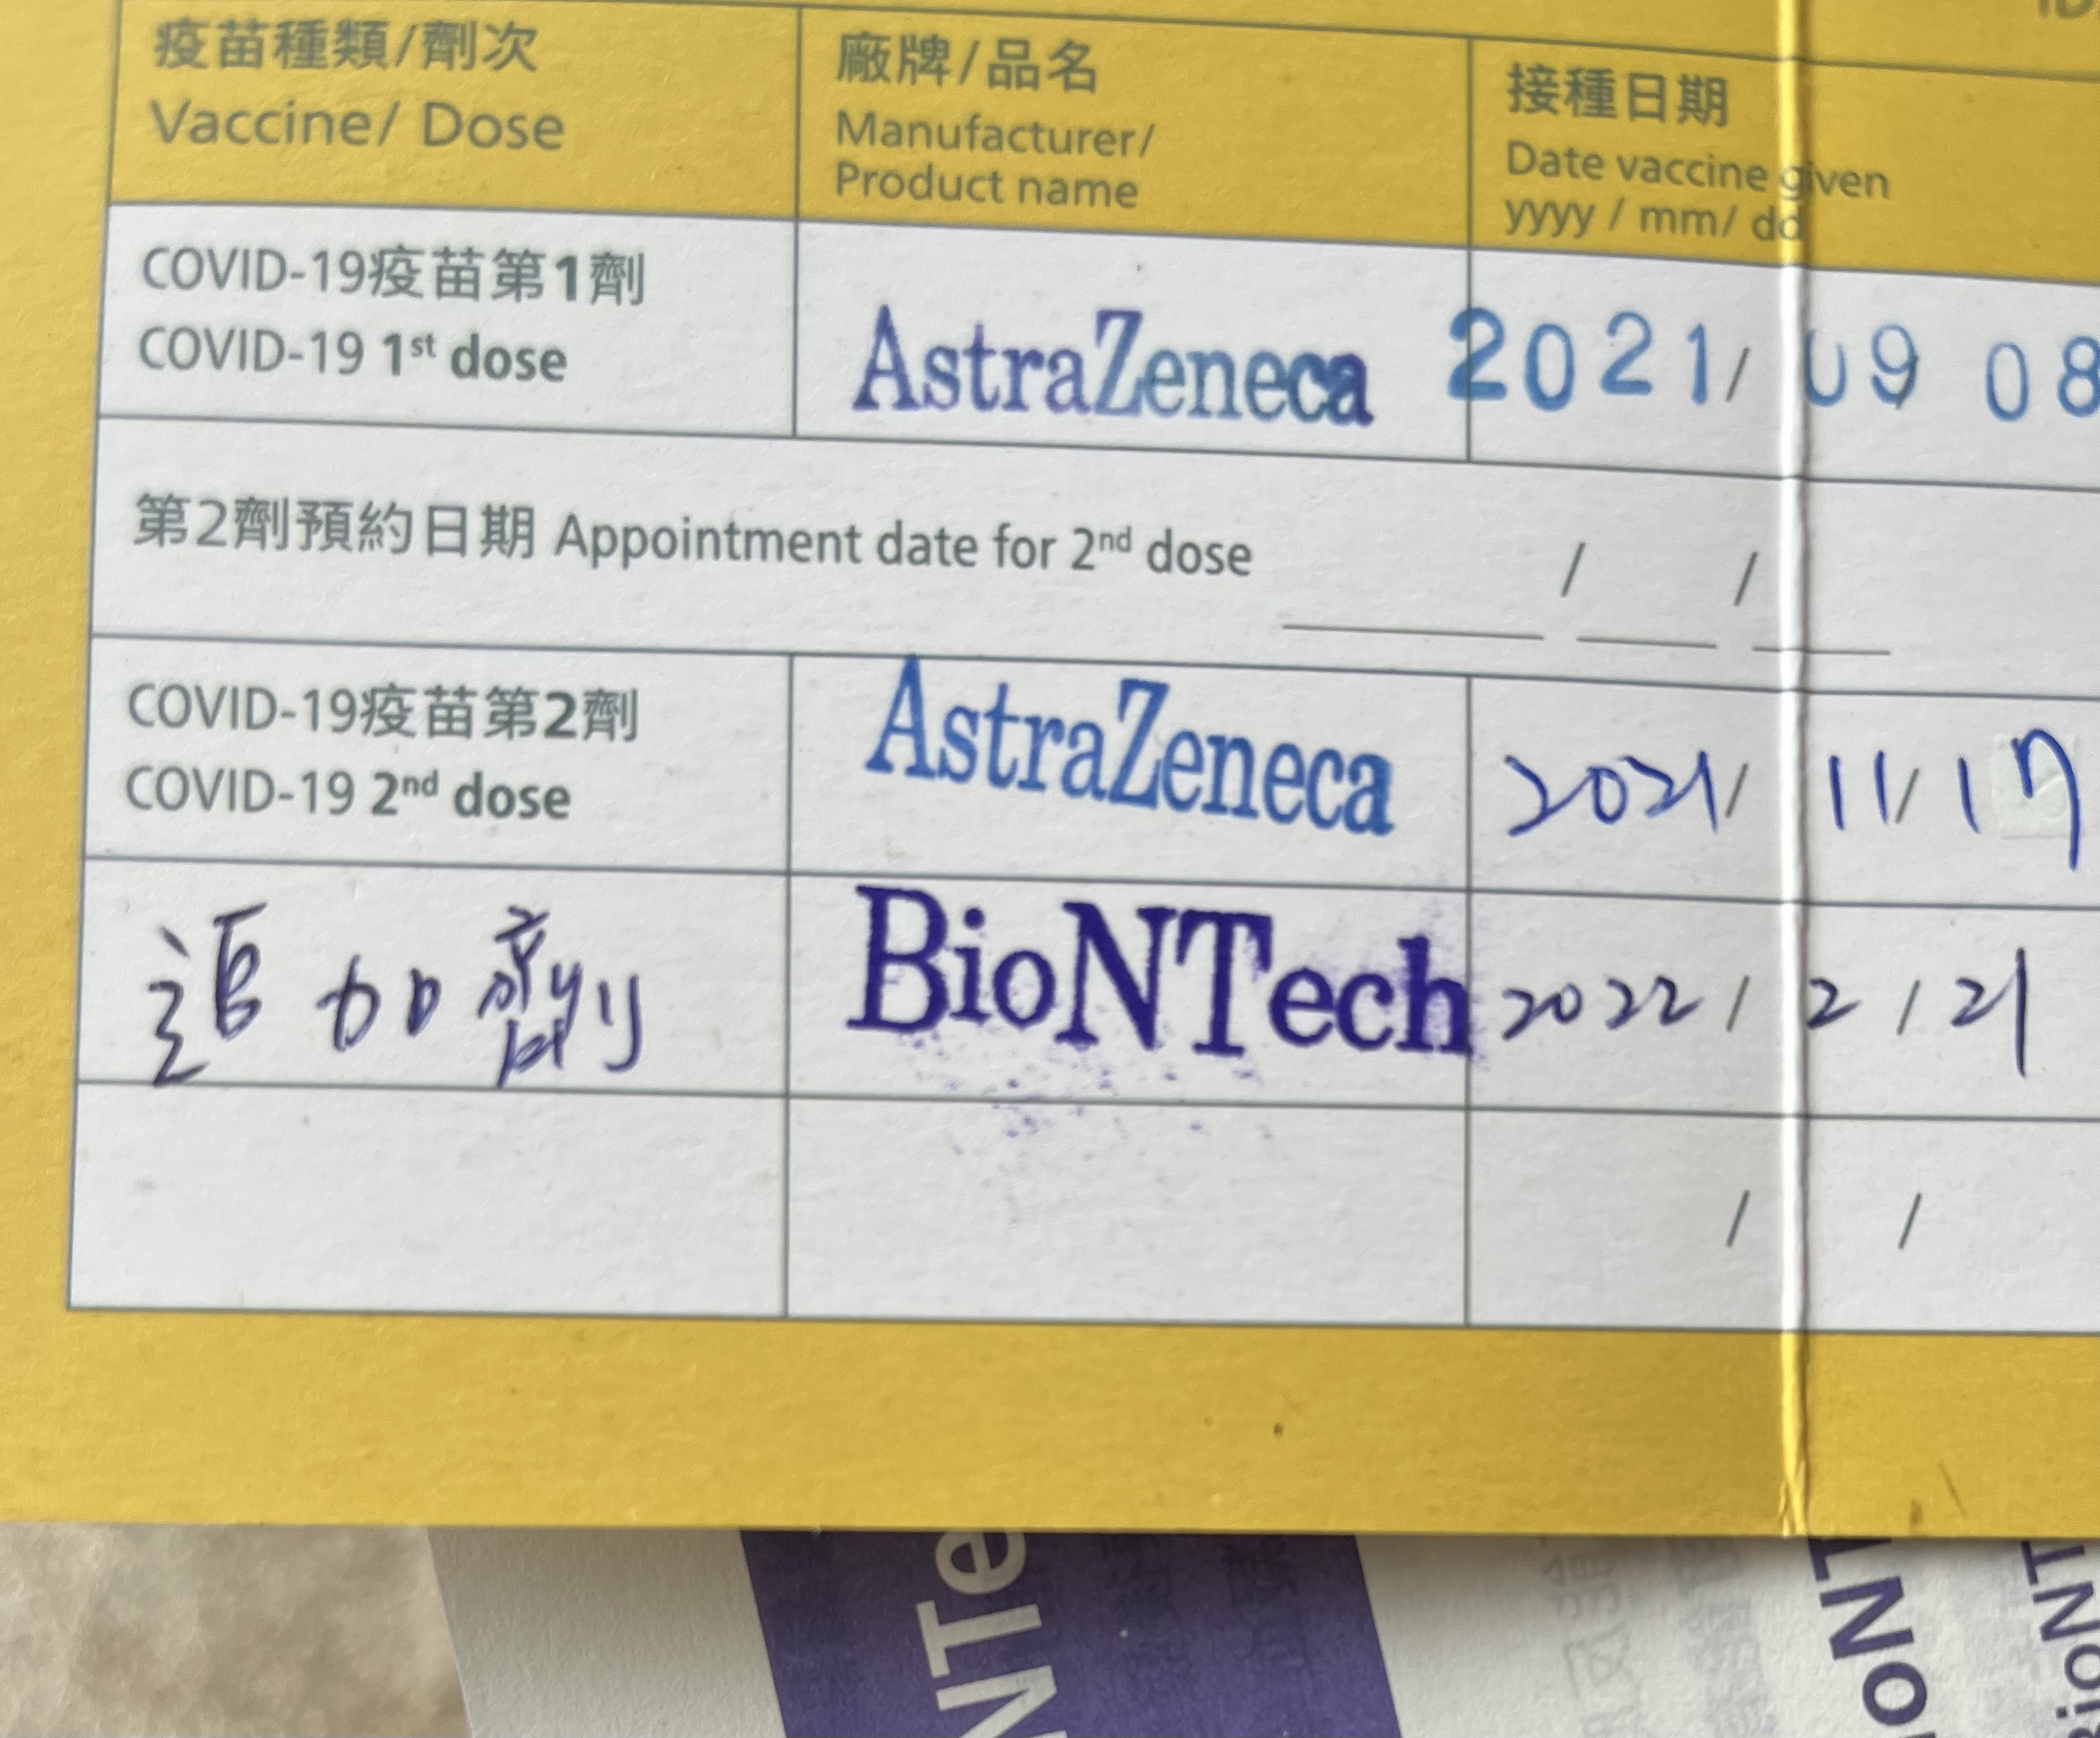 疫苗種類/劑次
Vaccine/ Dose
廠牌/品名
Manufacturer/
Product name
接種日期
Date vaccine given
yyyy / mm/ dd
COVID-19疫苗第1劑
COVID-19 1st dose
AstraZeneca
2021/ 09 08
第2劑預約日期 Appointment date for 2nd dose / /
COVID-19疫苗第2劑
COVID-19 2nd dose
AstraZeneca
2021/ 11/ 17
追加劑
BioNTech
2022 / 2 / 21
/ /
NTe
ONT
BioNT